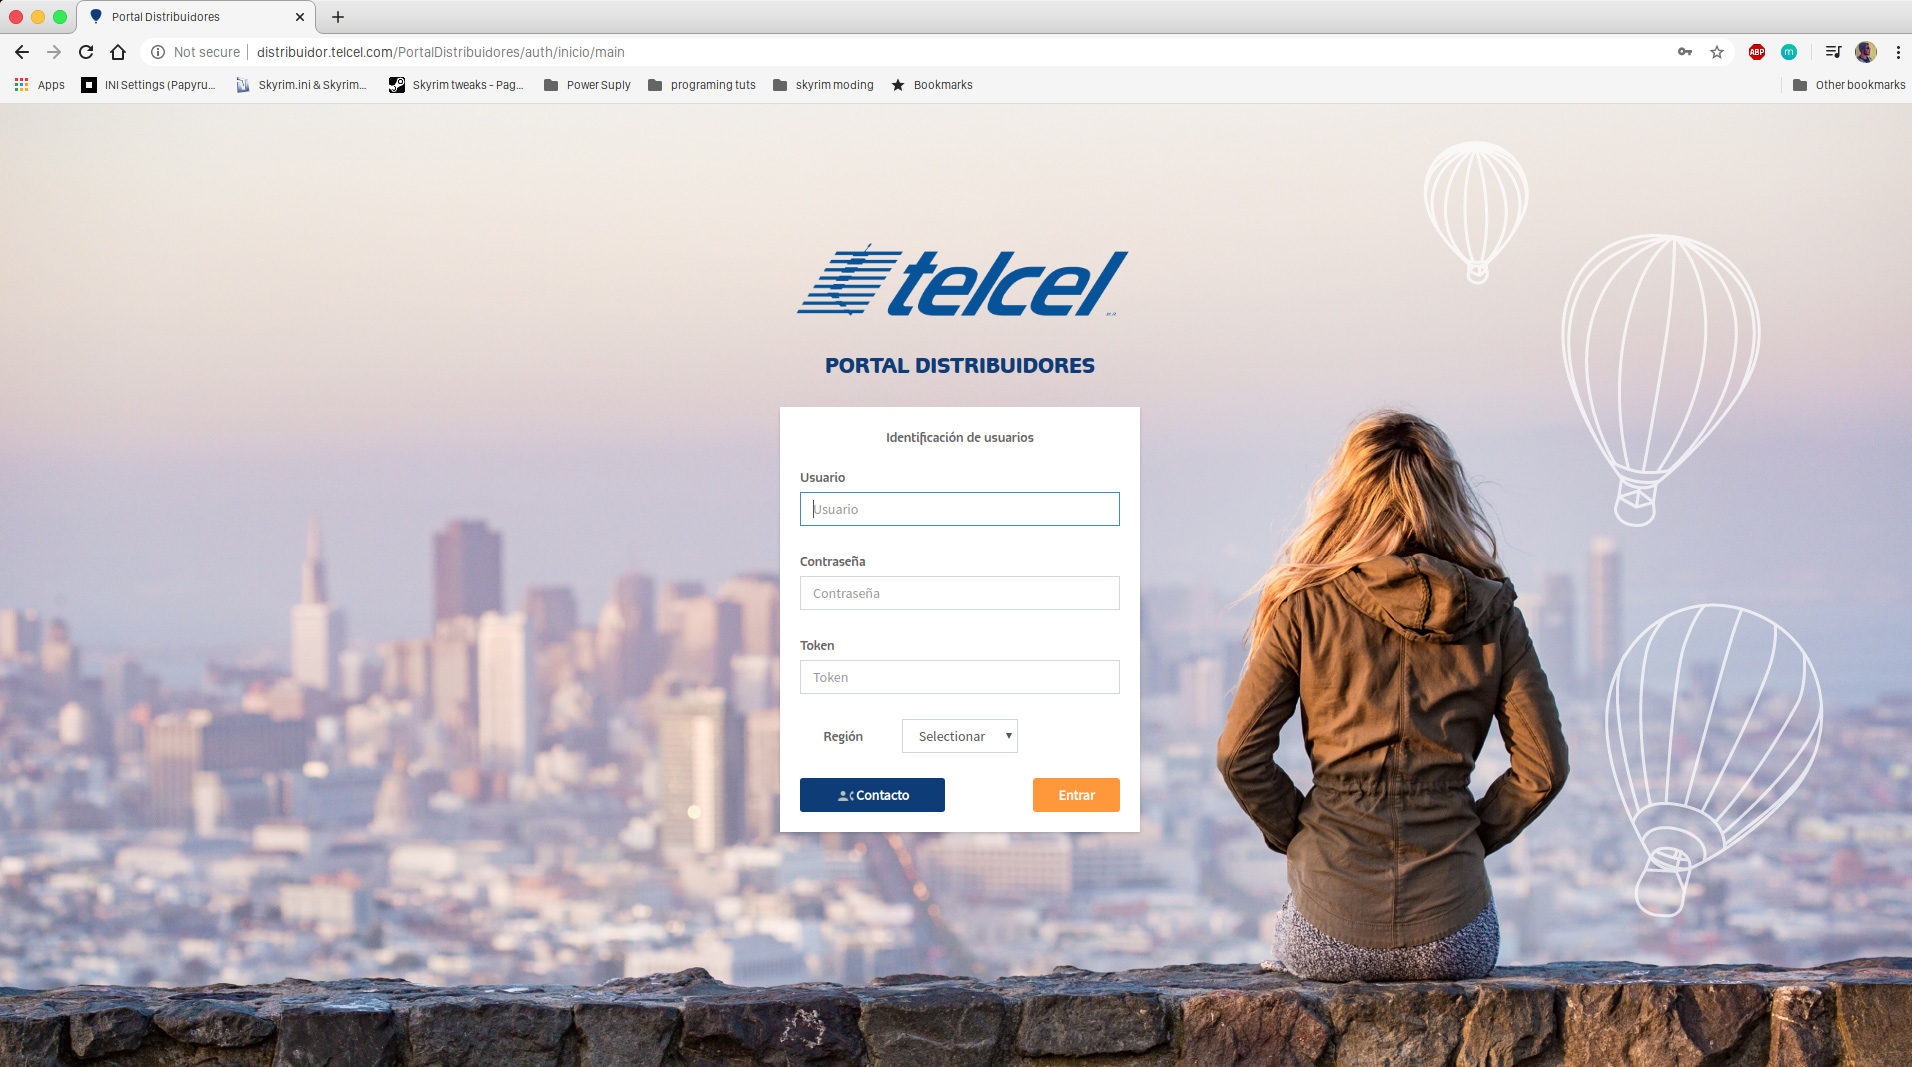 Portal Distribuidores
Not secure
distribuidor.telcel.com/PortalDistribuidores/auth/inicio/main
ABP
m
Apps
INI Settings (Papyru...
Skyrim.ini & Skyrim...
Skyrim tweaks - Pag...
Power Suply
programing tuts
skyrim moding
Bookmarks
Other bookmarks
telcel
PORTAL DISTRIBUIDORES
Identificación de usuarios
Usuario
Usuario
Contraseña
Contraseña
Token
Token
Región
Selectionar
Contacto
Entrar